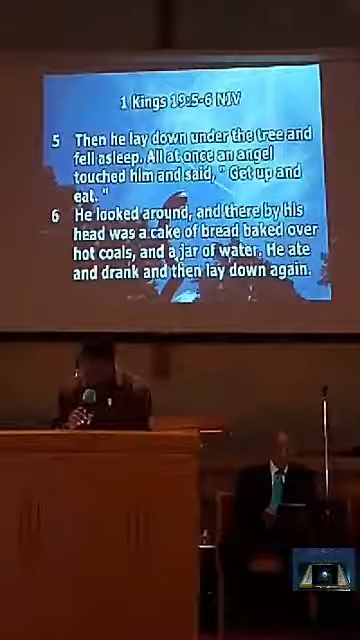 1 Kings 19:5-6 NIV
5 Then he lay down under the tree and
fell asleep. All at once an angel
touched him and said, " Get up and
eat. "
6 He looked around, and there by his
head was a cake of bread baked over
hot coals, and a jar of water. He ate
and drank and then lay down again.